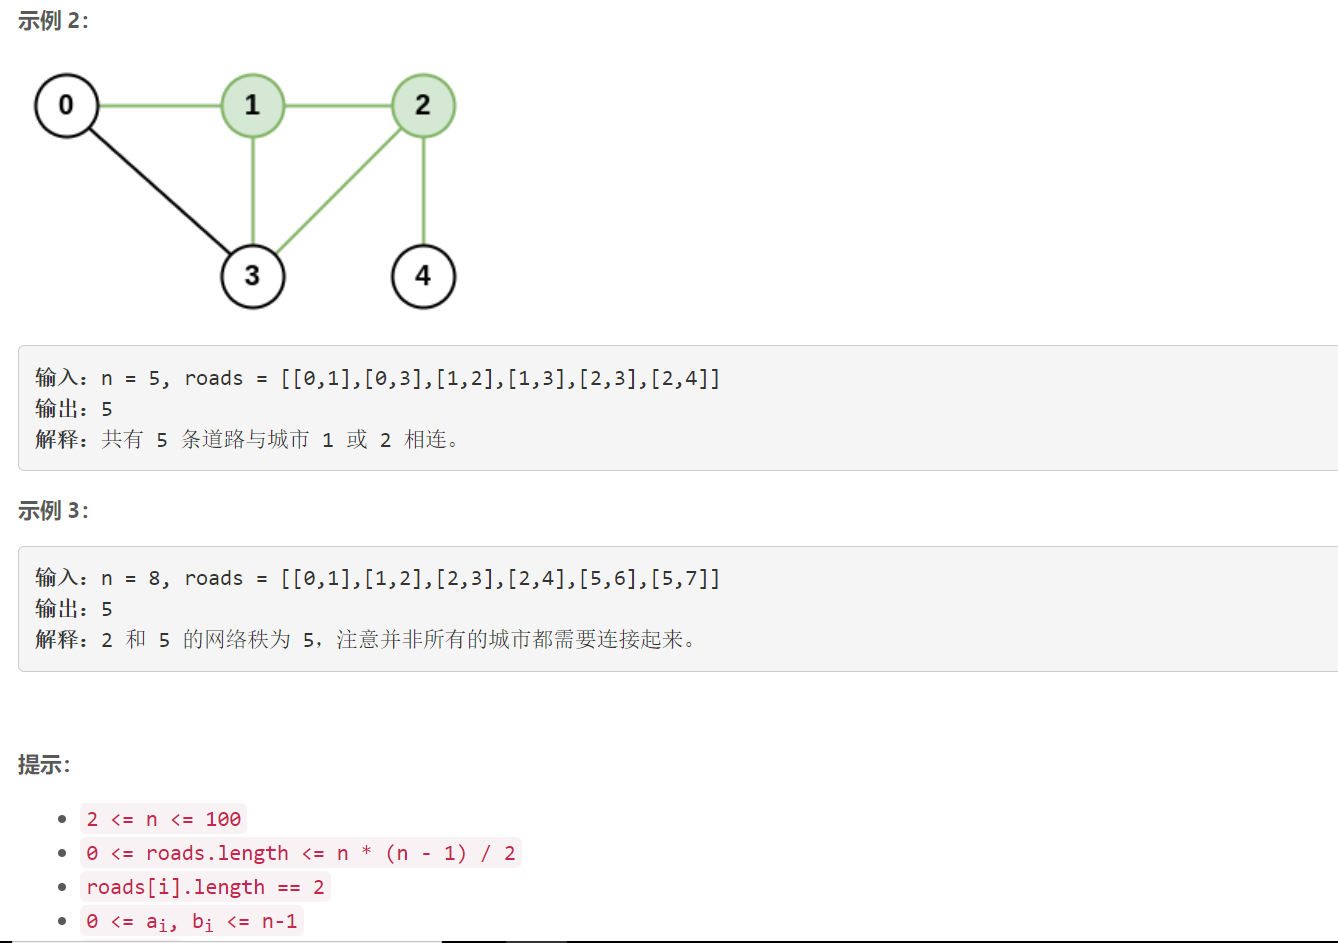 示例 2：
0
1
2
3
4
输入：n = 5, roads = [[0,1],[0,3],[1,2],[1,3],[2,3],[2,4]]
输出：5
解释：共有 5 条道路与城市 1 或 2 相连。
示例 3：
输入：n = 8, roads = [[0,1],[1,2],[2,3],[2,4],[5,6],[5,7]]
输出：5
解释：2 和 5 的网络秩为 5，注意并非所有的城市都需要连接起来。
提示：
2 <= n <= 100
0 <= roads.length <= n * (n - 1) / 2
roads[i].length == 2
0 <= ai, bi <= n-1